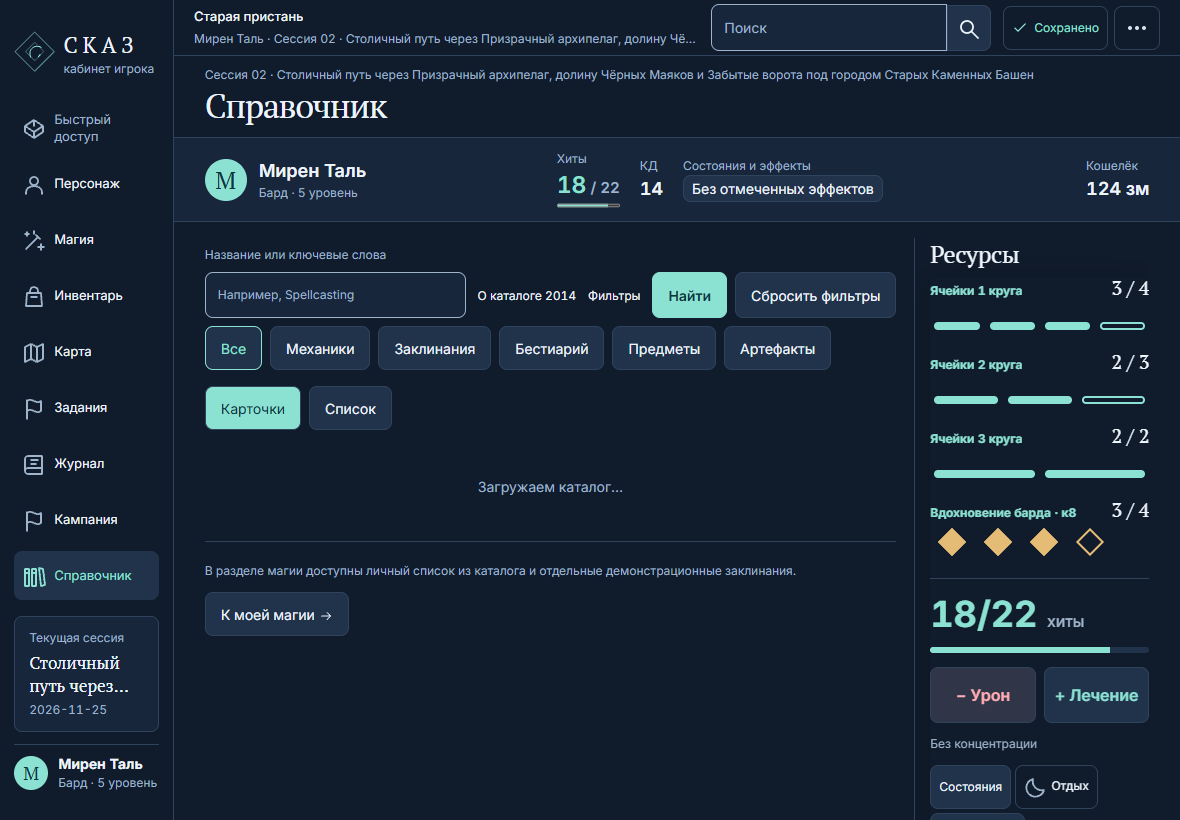 СКАЗ
кабинет игрока
Быстрый
доступ
Персонаж
Магия
Инвентарь
Карта
Задания
Журнал
Кампания
Справочник
Текущая сессия
Столичный
путь через...
2026-11-25
М
Мирен Таль
Бард · 5 уровень
Старая пристань
Мирен Таль · Сессия 02 · Столичный путь через Призрачный архипелаг, долину Чё...
Поиск
Сохранено
Сессия 02 · Столичный путь через Призрачный архипелаг, долину Чёрных Маяков и Забытые ворота под городом Старых Каменных Башен
Справочник
М
Мирен Таль
Бард · 5 уровень
Хиты
18 / 22
КД
14
Состояния и эффекты
Без отмеченных эффектов
Кошелёк
124 зм
Название или ключевые слова
Например, Spellcasting
О каталоге 2014
Фильтры
Найти
Сбросить фильтры
Все
Механики
Заклинания
Бестиарий
Предметы
Артефакты
Карточки
Список
Загружаем каталог...
В разделе магии доступны личный список из каталога и отдельные демонстрационные заклинания.
К моей магии →
Ресурсы
Ячейки 1 круга 3 / 4
Ячейки 2 круга 2 / 3
Ячейки 3 круга 2 / 2
Вдохновение барда · к8 3 / 4
18/22 хиты
− Урон
+ Лечение
Без концентрации
Состояния
Отдых